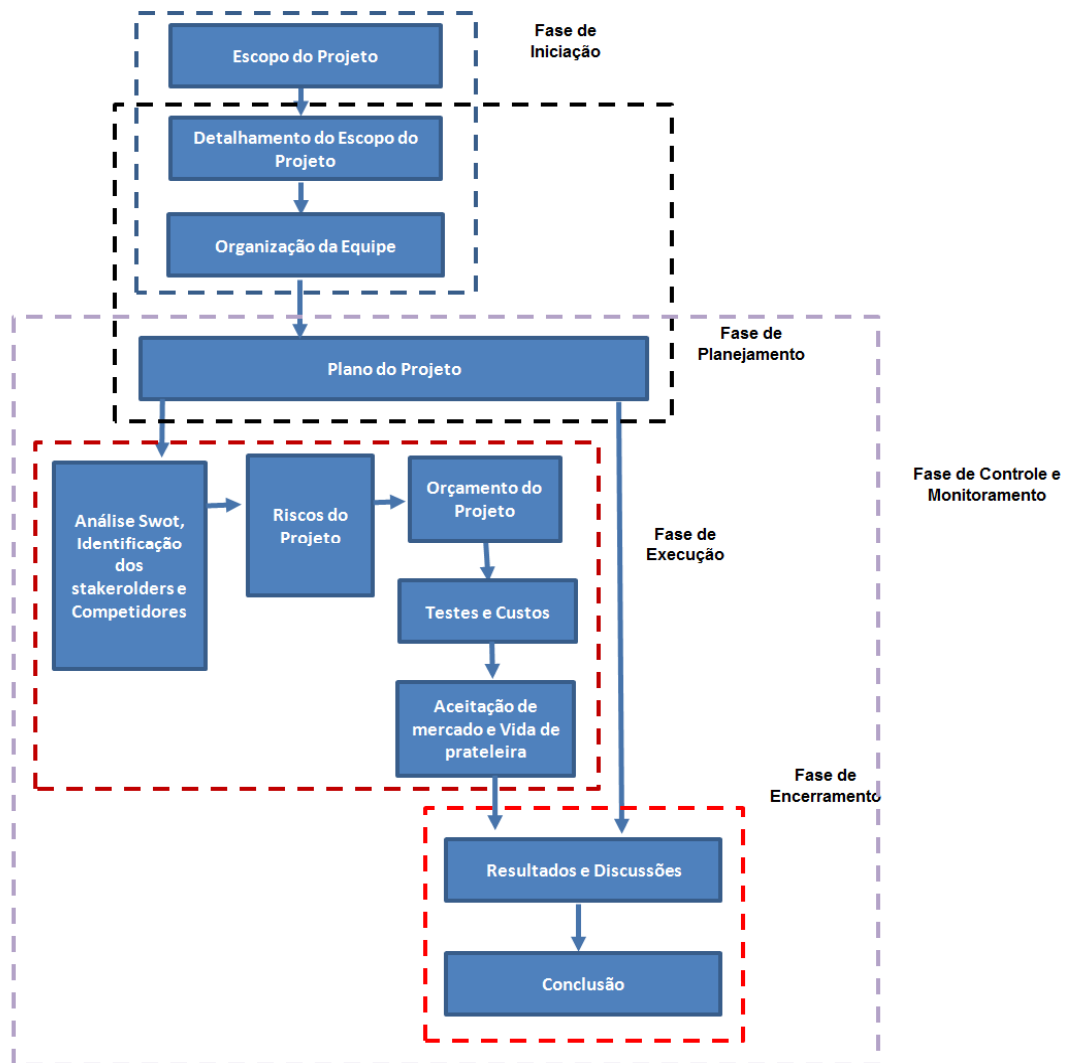 Fase de
Iniciação
Escopo do Projeto
Detalhamento do Escopo do
Projeto
Organização da Equipe
Fase de
Planejamento
Plano do Projeto
Fase de Controle e
Monitoramento
Análise Swot,
Identificação
dos
stakerolders e
Competidores
Riscos do
Projeto
Orçamento do
Projeto
Fase de
Execução
Testes e Custos
Aceitação de
mercado e Vida de
prateleira
Fase de
Encerramento
Resultados e Discussões
Conclusão